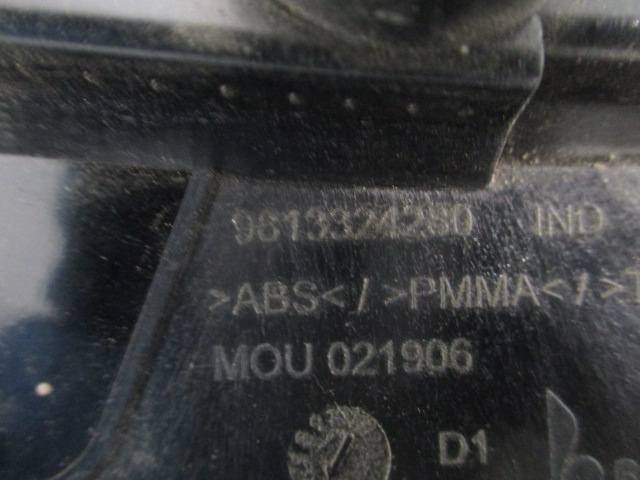 9813324280 IND
>ABS</>PMMA</>
MOU 021906
D1